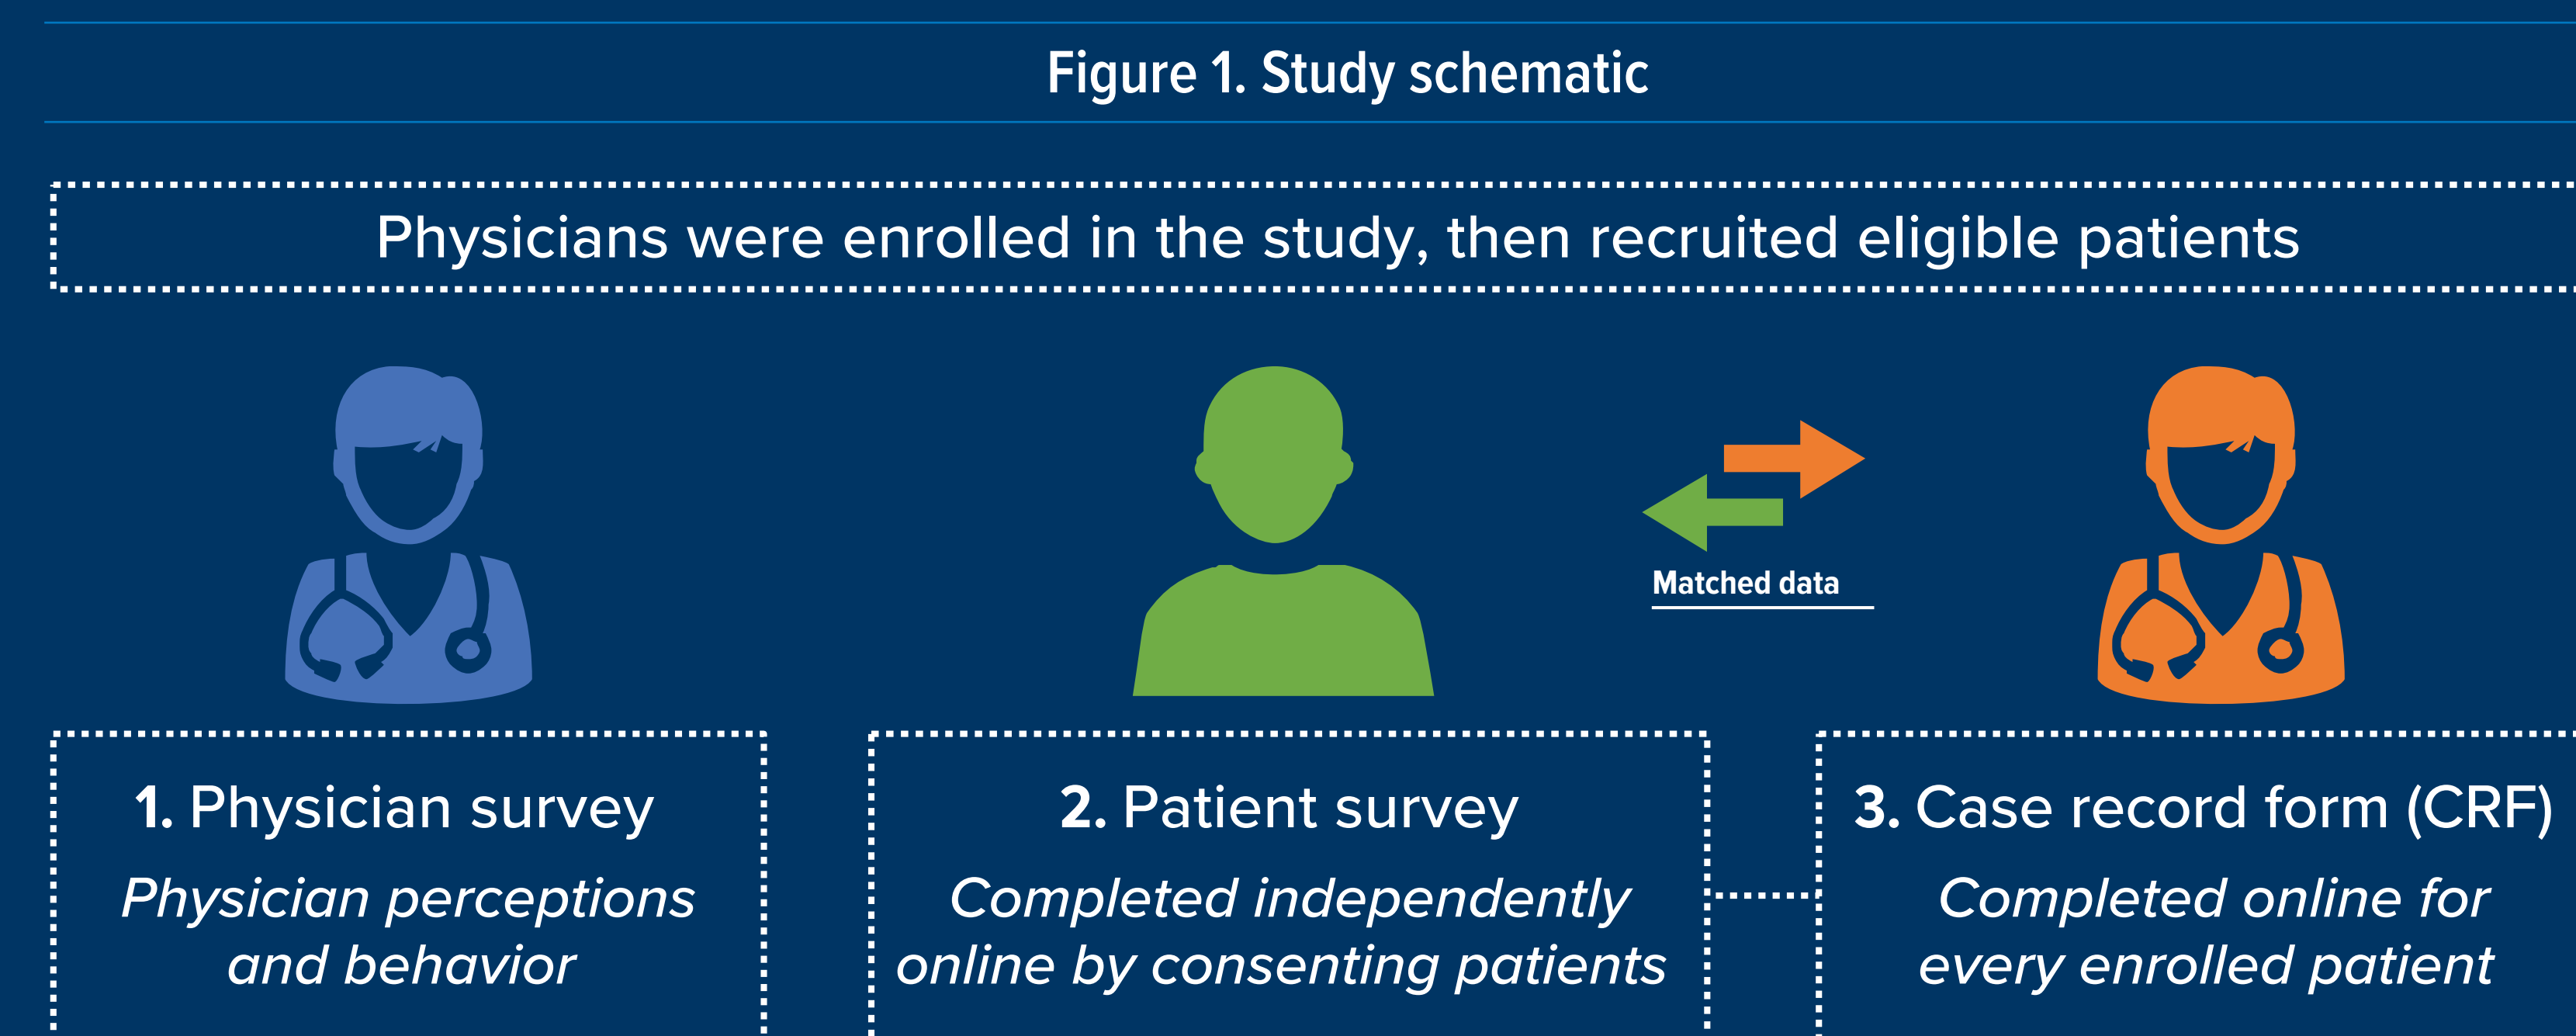 Figure 1. Study schematic
Physicians were enrolled in the study, then recruited eligible patients
Matched data
1. Physician survey
Physician perceptions
and behavior
2. Patient survey
Completed independently
online by consenting patients
3. Case record form (CRF)
Completed online for
every enrolled patient